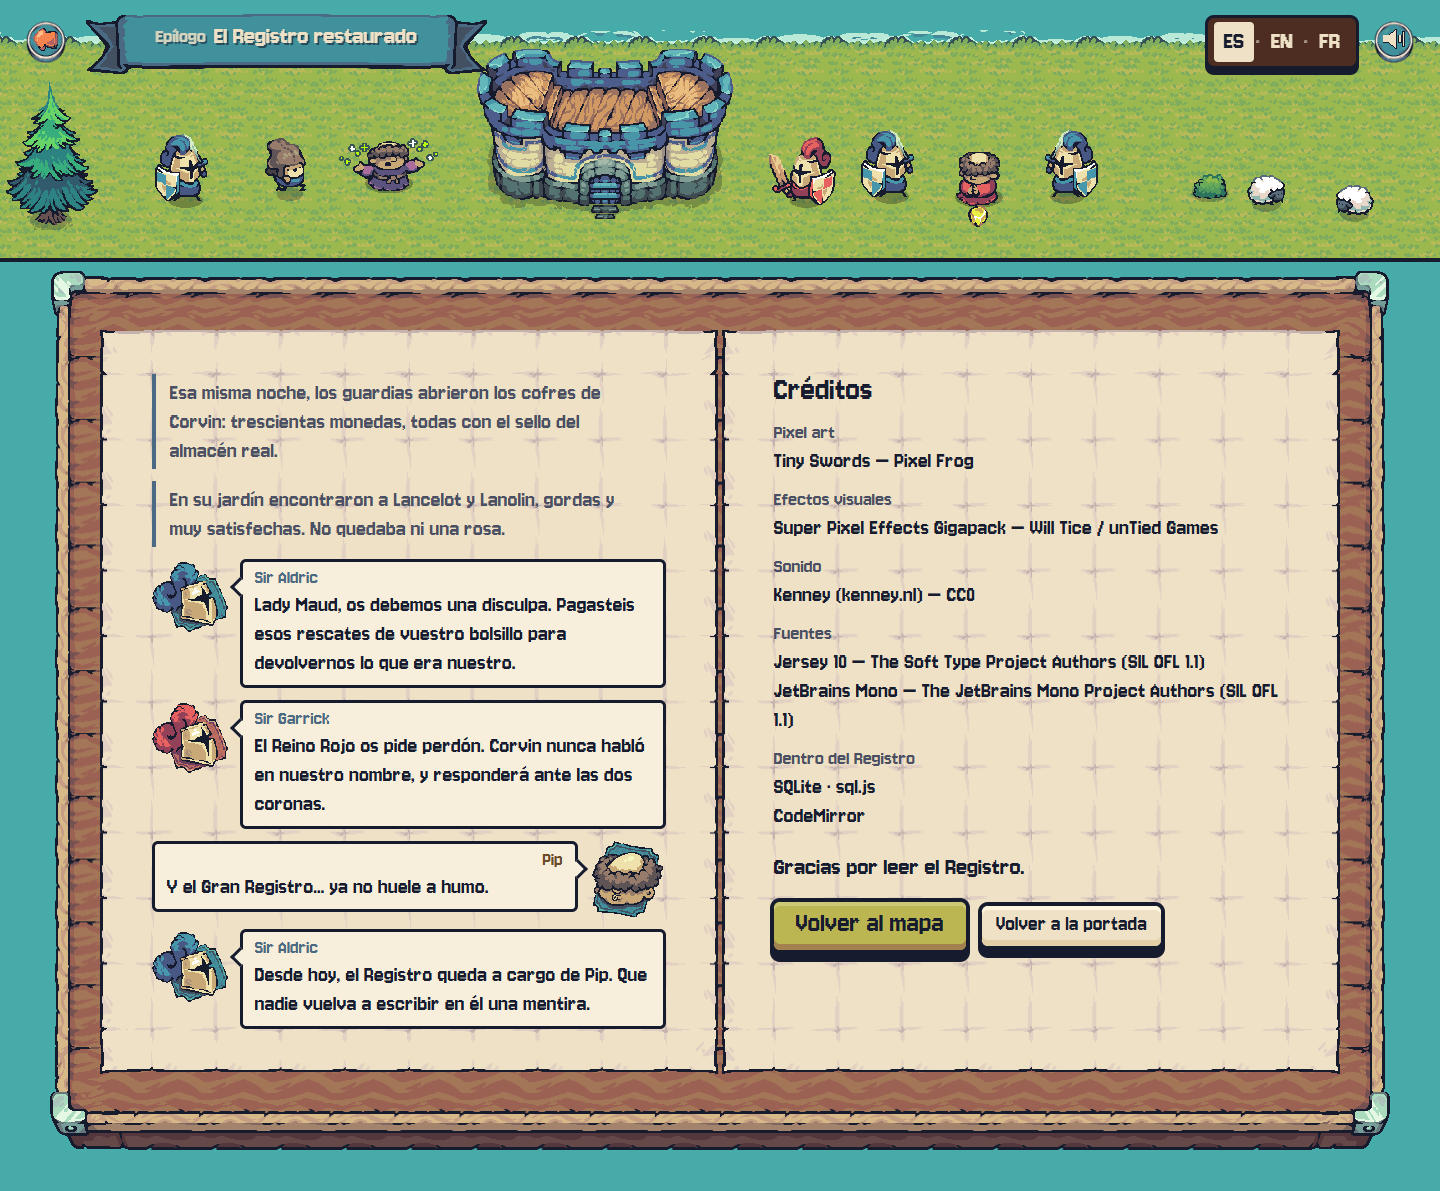 Epílogo El Registro restaurado
ES · EN · FR
Esa misma noche, los guardias abrieron los cofres de
Corvin: trescientas monedas, todas con el sello del
almacén real.
En su jardín encontraron a Lancelot y Lanolin, gordas y
muy satisfechas. No quedaba ni una rosa.
Sir Aldric
Lady Maud, os debemos una disculpa. Pagasteis
esos rescates de vuestro bolsillo para
devolvernos lo que era nuestro.
Sir Garrick
El Reino Rojo os pide perdón. Corvin nunca habló
en nuestro nombre, y responderá ante las dos
coronas.
Pip
Y el Gran Registro... ya no huele a humo.
Sir Aldric
Desde hoy, el Registro queda a cargo de Pip. Que
nadie vuelva a escribir en él una mentira.
Créditos
Pixel art
Tiny Swords — Pixel Frog
Efectos visuales
Super Pixel Effects Gigapack — Will Tice / unTied Games
Sonido
Kenney (kenney.nl) — CC0
Fuentes
Jersey 10 — The Soft Type Project Authors (SIL OFL 1.1)
JetBrains Mono — The JetBrains Mono Project Authors (SIL OFL
1.1)
Dentro del Registro
SQLite · sql.js
CodeMirror
Gracias por leer el Registro.
Volver al mapa
Volver a la portada